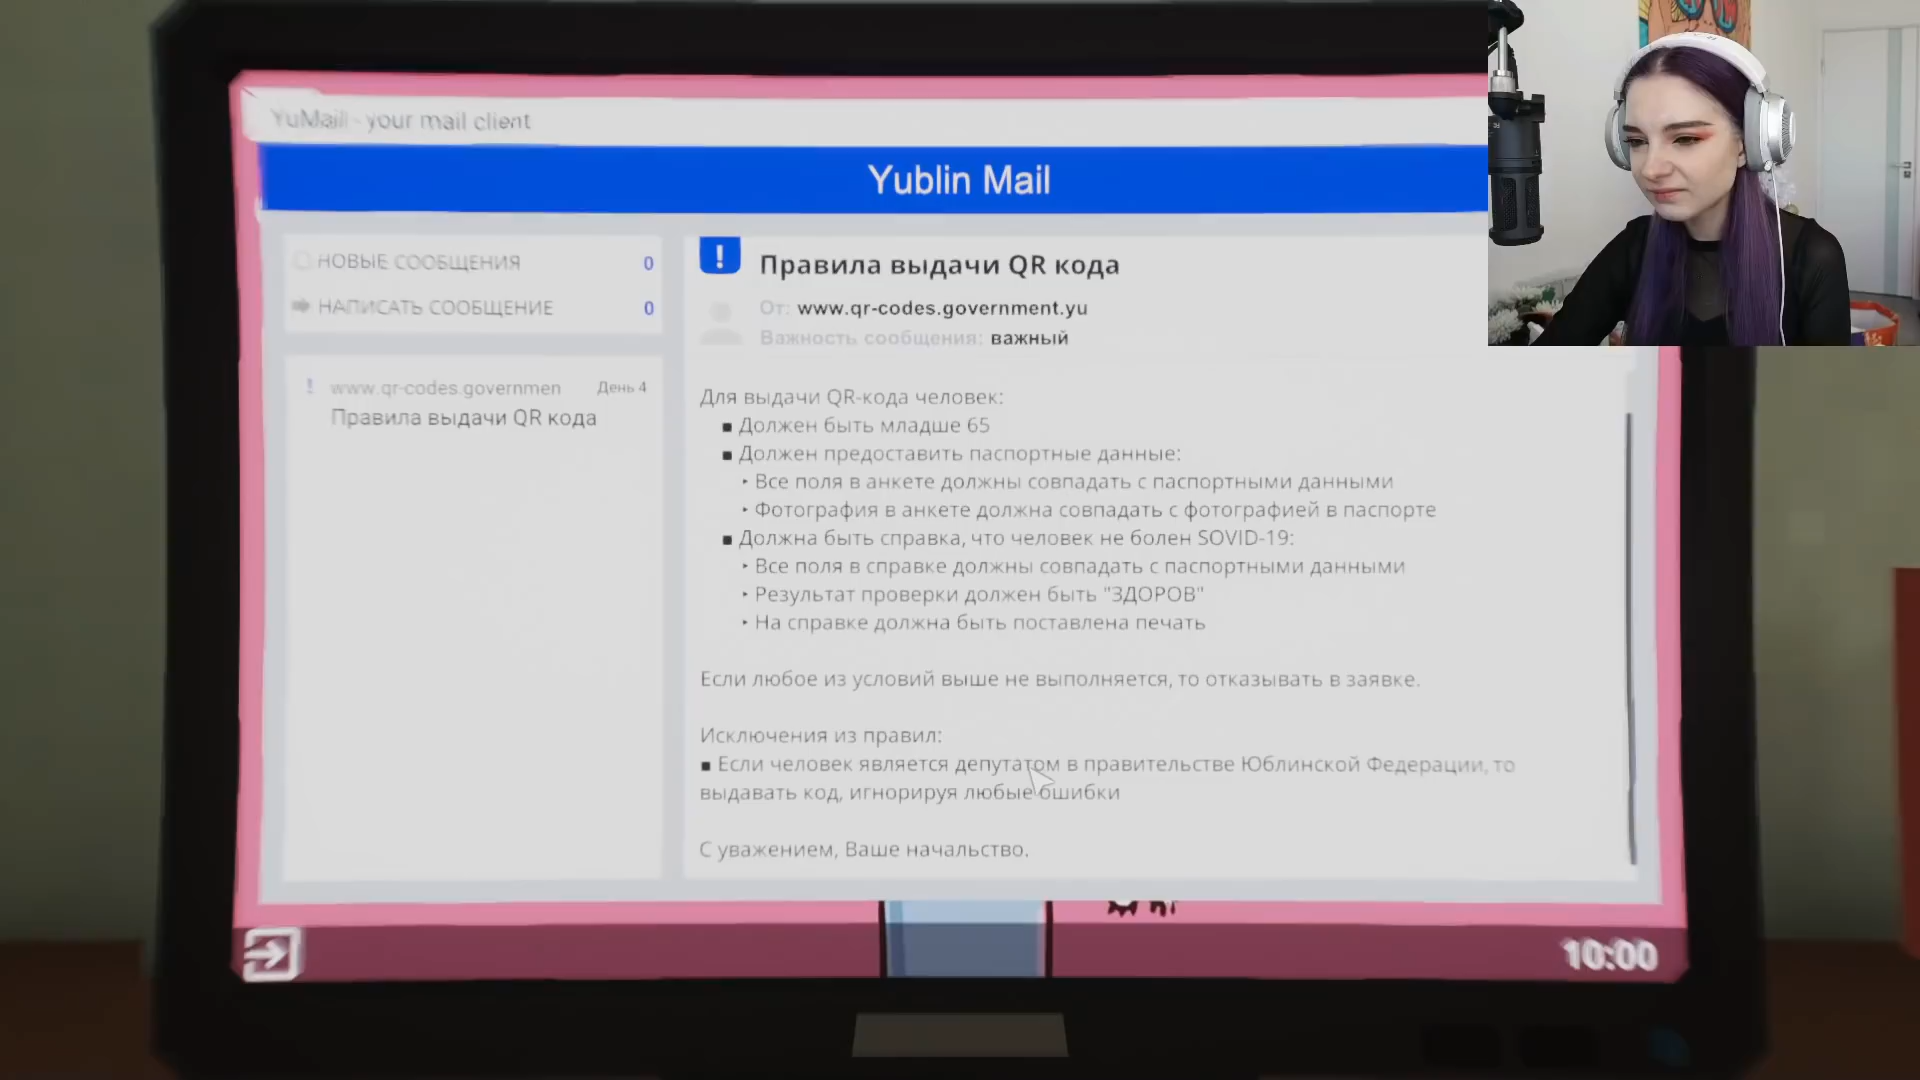 YuMail - your mail client
Yublin Mail
НОВЫЕ СООБЩЕНИЯ 0
НАПИСАТЬ СООБЩЕНИЕ 0
! www.qr-codes.governmen День 4
Правила выдачи QR кода
! Правила выдачи QR кода
От: www.qr-codes.government.yu
Важность сообщения: важный
Для выдачи QR-кода человек:
▪ Должен быть младше 65
▪ Должен предоставить паспортные данные:
‣ Все поля в анкете должны совпадать с паспортными данными
‣ Фотография в анкете должна совпадать с фотографией в паспорте
▪ Должна быть справка, что человек не болен SOVID-19:
‣ Все поля в справке должны совпадать с паспортными данными
‣ Результат проверки должен быть "ЗДОРОВ"
‣ На справке должна быть поставлена печать
Если любое из условий выше не выполняется, то отказывать в заявке.
Исключения из правил:
▪ Если человек является депутатом в правительстве Юблинской Федерации, то
выдавать код, игнорируя любые ошибки
С уважением, Ваше начальство.
10:00